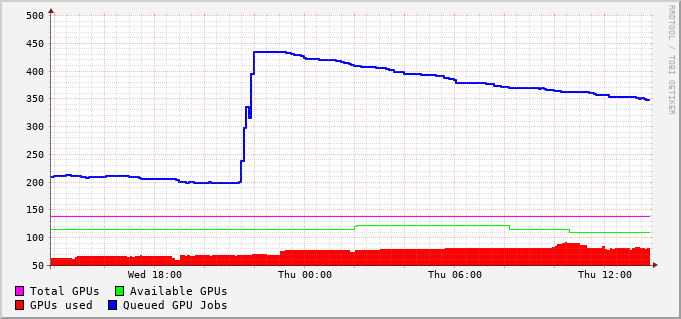 500
450
400
350
300
250
200
150
100
50
Wed 18:00 Thu 00:00 Thu 06:00 Thu 12:00
Total GPUs Available GPUs
GPUs used Queued GPU Jobs
RRDTOOL / TOBI OETIKER